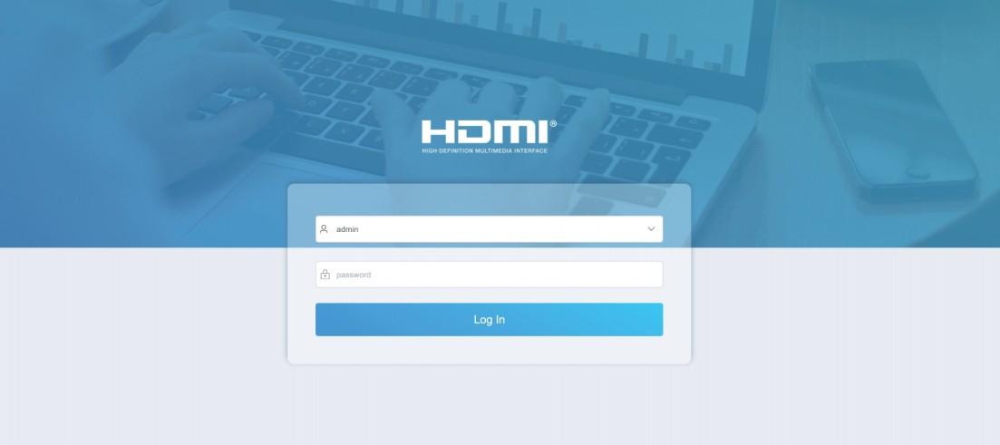 HDMI®
HIGH-DEFINITION MULTIMEDIA INTERFACE
admin
password
Log In